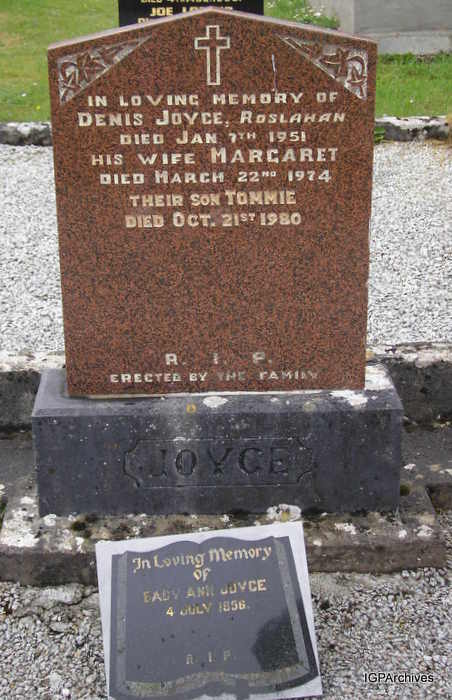 JOE
IN LOVING MEMORY OF
DENIS JOYCE, ROSLAHAN
DIED JAN 7TH 1951
HIS WIFE MARGARET
DIED MARCH 22ND 1974
THEIR SON TOMMIE
DIED OCT. 21ST 1980
R. I. P.
ERECTED BY THE FAMILY
JOYCE
In Loving Memory
Of
BABY ANN JOYCE
4 JULY 1956.
R.I.P.
IGPArchives